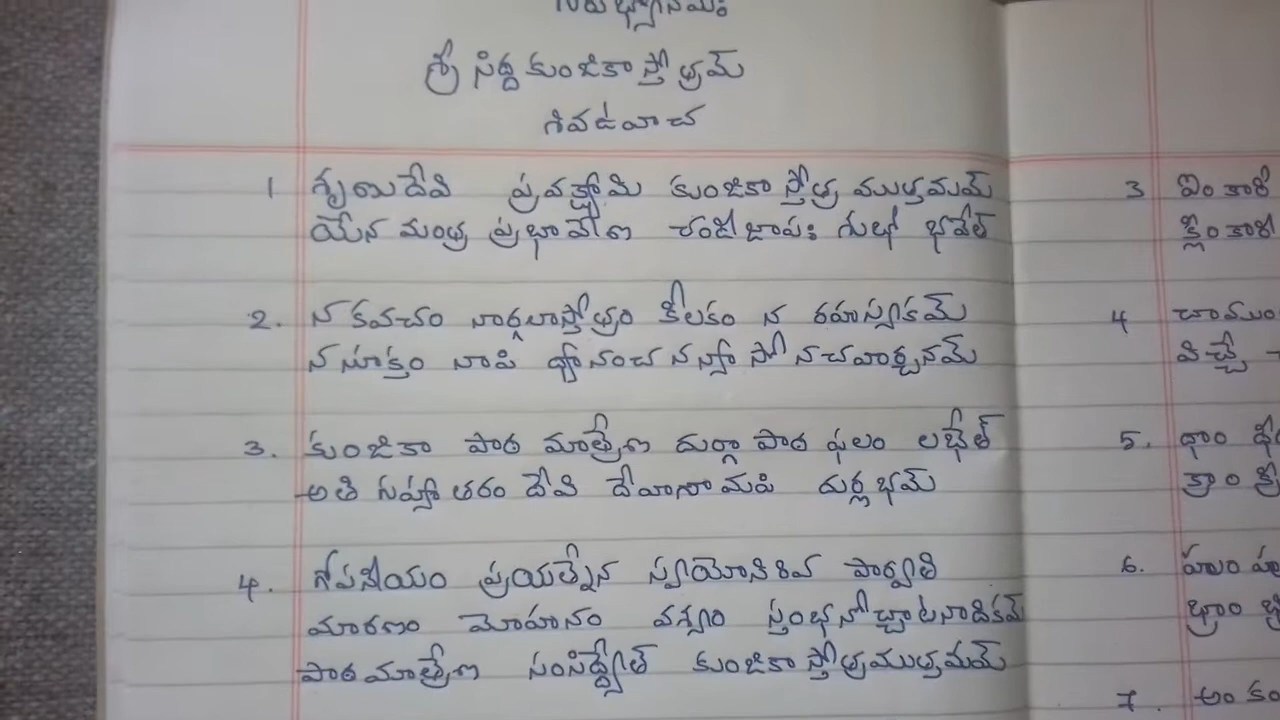 శ్రీ సిద్ధ కుంజికా స్తోత్రమ్
శివఉవాచ
1 శృణుదేవి ప్రవక్ష్యామి కుంజికా స్తోత్ర ముత్తమమ్
యేన మంత్ర ప్రభావేణ చండీజాపః శుభో భవేత్
2. న కవచం నార్గలాస్తోత్రం కీలకం న రహస్యకమ్
న సూక్తం నాపి ధ్యానంచ నన్యాసో నచవార్చనమ్
3. కుంజికా పాఠ మాత్రేణ దుర్గా పాఠ ఫలం లభేత్
అతి గుహ్య తరం దేవి దేవానా మపి దుర్లభమ్
4. గోపనీయం ప్రయత్నేన స్వయోనిరివ పార్వతి
మారణం మోహనం వశ్యం స్తంభనోచ్చాటనాదికమ్
పాఠ మాత్రేణ సంసిద్ధ్యేత్ కుంజికా స్తోత్రముత్తమమ్
3 ఐం కారీ
క్లీం కారీ
4 చాముం
విచ్చే
5. ధాం ధీ
క్రాం క్రీ
6. హుం హు
భ్రాం భ్రీ
7. అం కం